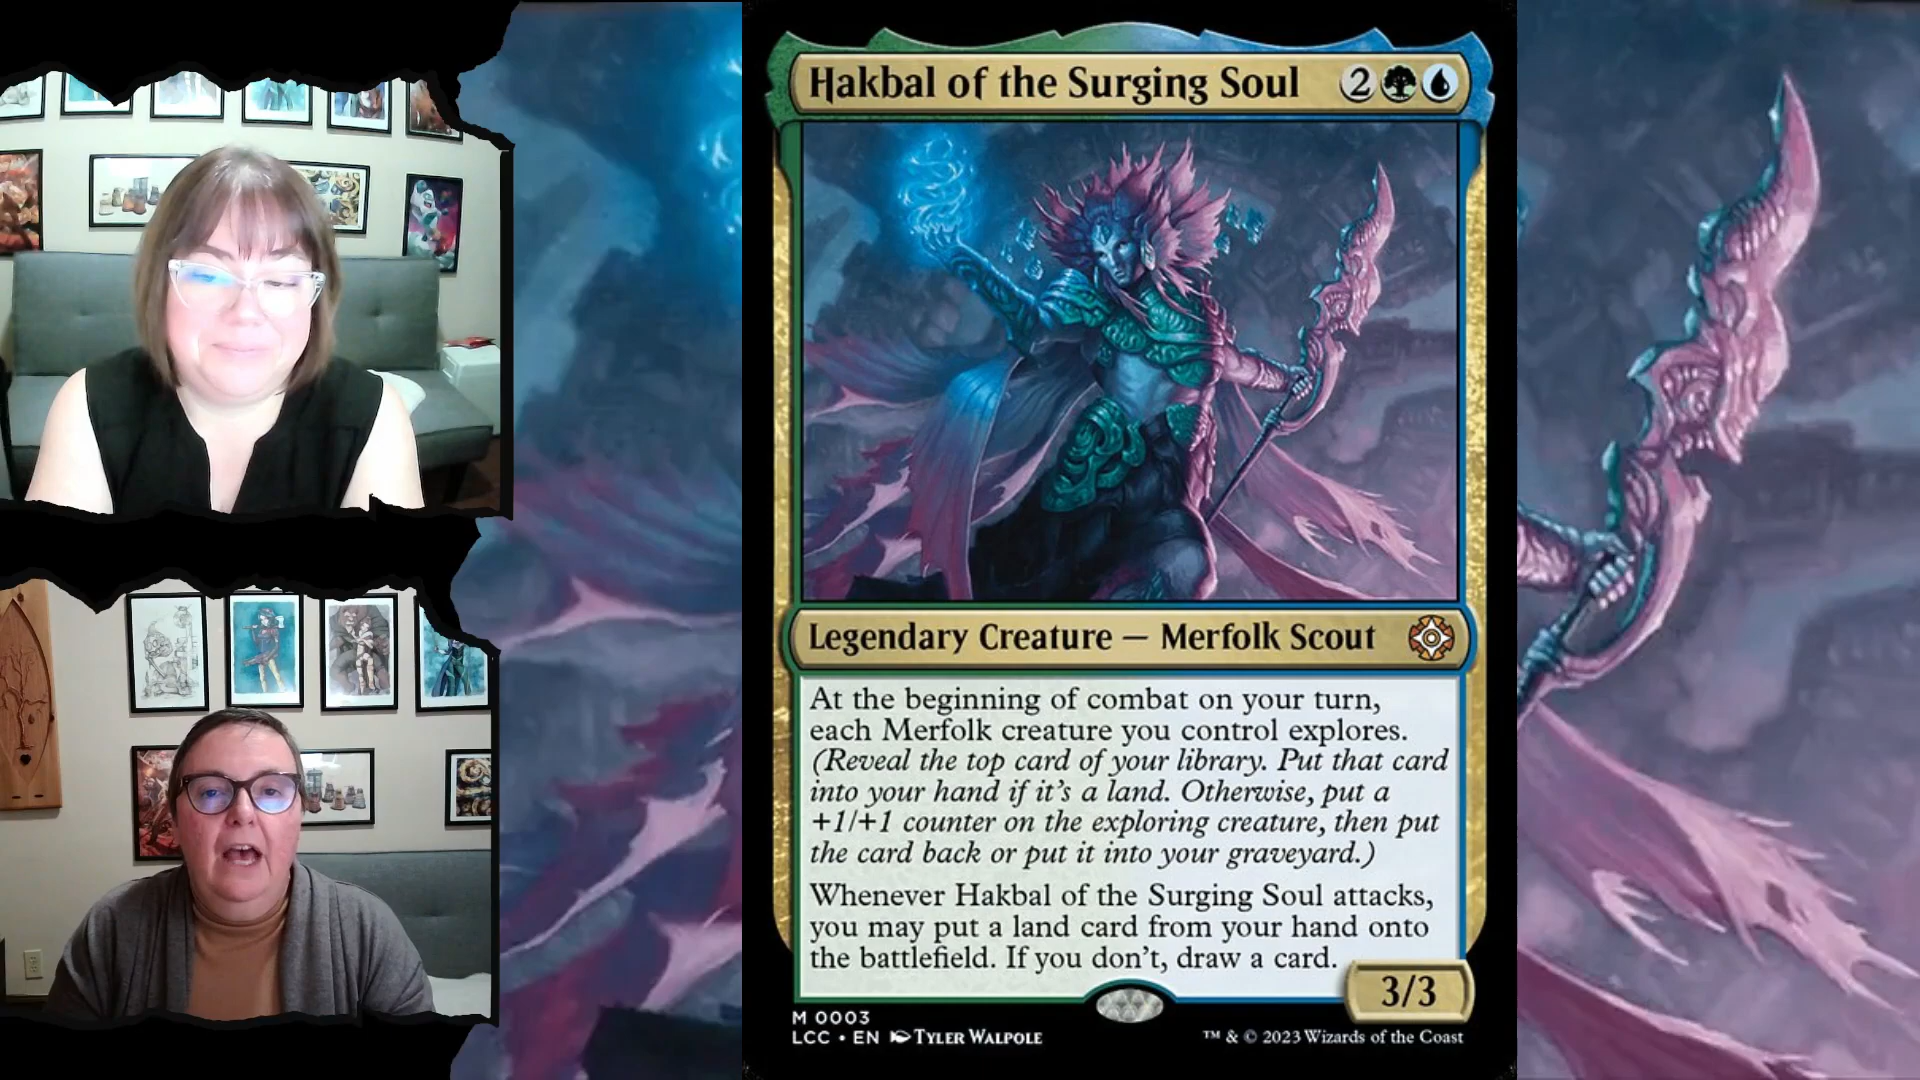 Hakbal of the Surging Soul 2
Legendary Creature — Merfolk Scout
At the beginning of combat on your turn,
each Merfolk creature you control explores.
(Reveal the top card of your library. Put that card
into your hand if it's a land. Otherwise, put a
+1/+1 counter on the exploring creature, then put
the card back or put it into your graveyard.)
Whenever Hakbal of the Surging Soul attacks,
you may put a land card from your hand onto
the battlefield. If you don't, draw a card.
3/3
M 0003
LCC • EN TYLER WALPOLE
™ & © 2023 Wizards of the Coast